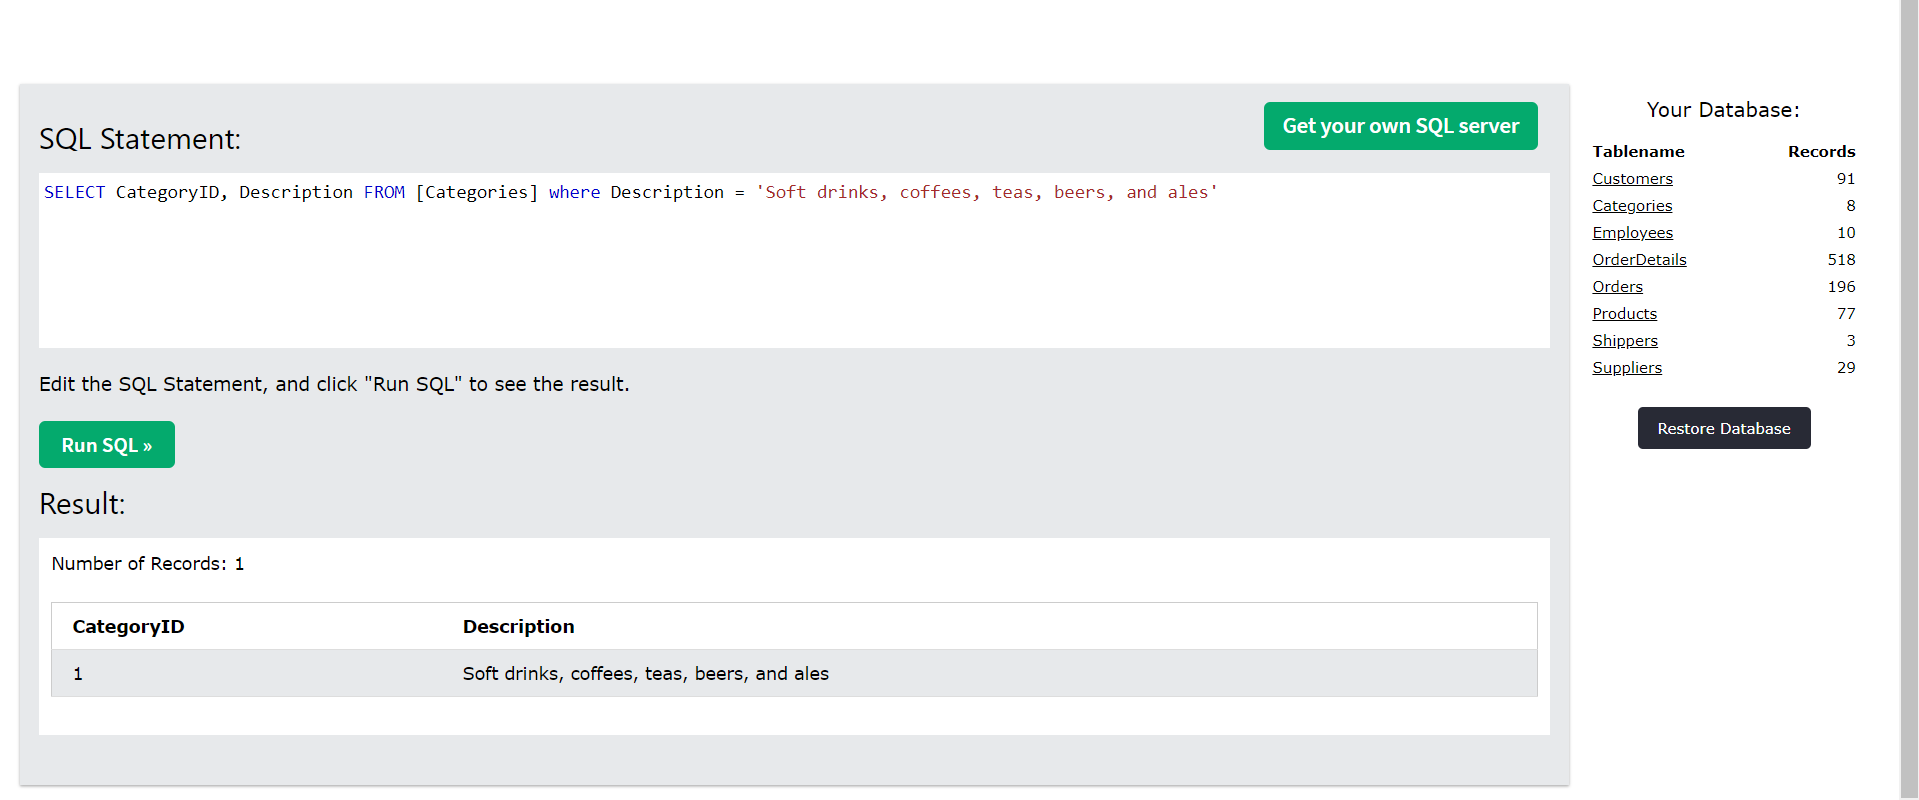 Get your own SQL server
SQL Statement:
SELECT CategoryID, Description FROM [Categories] where Description = 'Soft drinks, coffees, teas, beers, and ales'
Edit the SQL Statement, and click "Run SQL" to see the result.
Run SQL »
Result:
Number of Records: 1
CategoryID Description
1 Soft drinks, coffees, teas, beers, and ales
Your Database:
Tablename Records
Customers 91
Categories 8
Employees 10
OrderDetails 518
Orders 196
Products 77
Shippers 3
Suppliers 29
Restore Database